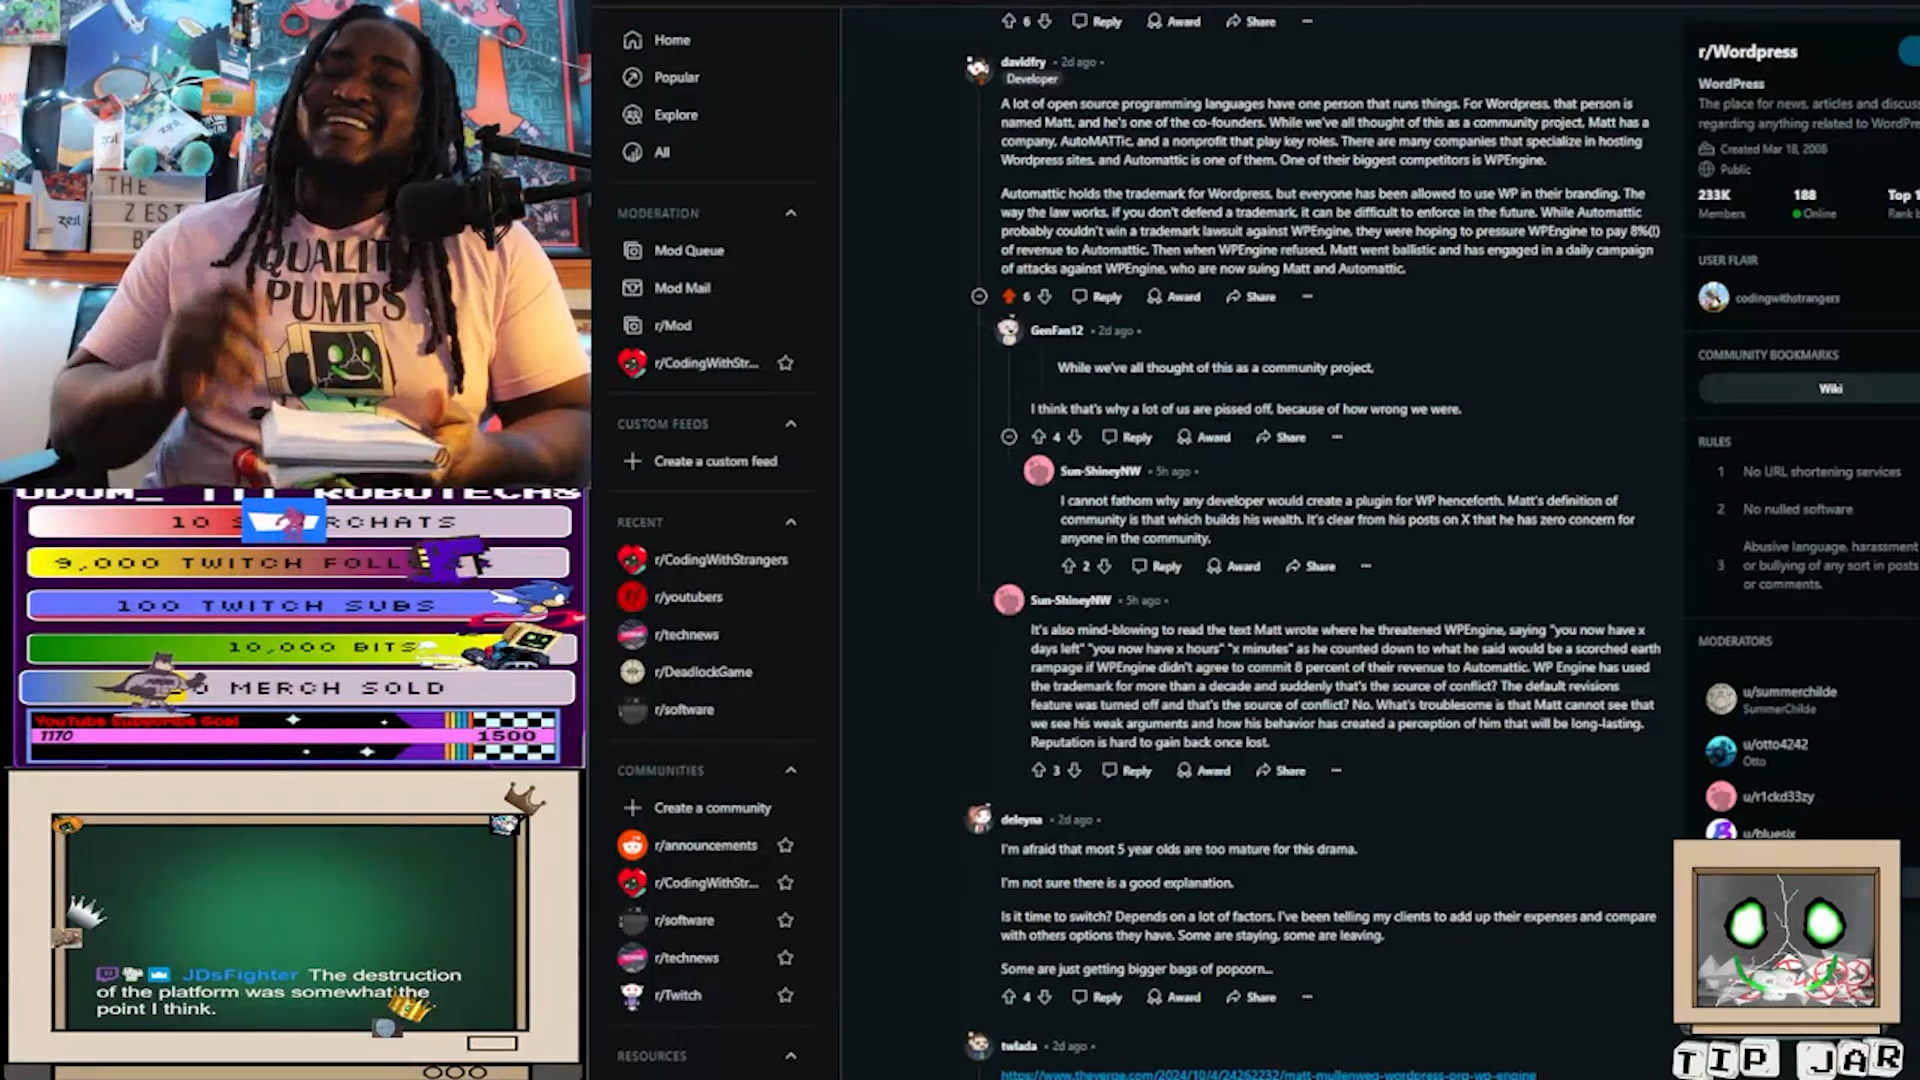 THE
ZEST
zest
QUALITY
PUMPS
10 S RCHATS
9,000 TWITCH FOLL
100 TWITCH SUBS
10,000 BITS
0 MERCH SOLD
YouTube Subscribe Goal
1170
1500
JDsFighter The destruction
of the platform was somewhat the
point I think.
Home
Popular
Explore
All
MODERATION
Mod Queue
Mod Mail
r/Mod
r/CodingWithStr...
CUSTOM FEEDS
Create a custom feed
RECENT
r/CodingWithStrangers
r/youtubers
r/technews
r/DeadlockGame
r/software
COMMUNITIES
Create a community
r/announcements
r/CodingWithStr...
r/software
r/technews
r/Twitch
RESOURCES
6 Reply Award Share ...
davidfry • 2d ago •
Developer
A lot of open source programming languages have one person that runs things. For Wordpress, that person is
named Matt, and he's one of the co-founders. While we've all thought of this as a community project, Matt has a
company, AutoMATTic, and a nonprofit that play key roles. There are many companies that specialize in hosting
Wordpress sites, and Automattic is one of them. One of their biggest competitors is WPEngine.
Automattic holds the trademark for Wordpress, but everyone has been allowed to use WP in their branding. The
way the law works, if you don't defend a trademark, it can be difficult to enforce in the future. While Automattic
probably couldn't win a trademark lawsuit against WPEngine, they were hoping to pressure WPEngine to pay 8%(!)
of revenue to Automattic. Then when WPEngine refused, Matt went ballistic and has engaged in a daily campaign
of attacks against WPEngine, who are now suing Matt and Automattic.
6 Reply Award Share ...
GenFan12 • 2d ago •
While we've all thought of this as a community project,
I think that's why a lot of us are pissed off, because of how wrong we were.
4 Reply Award Share ...
Sun-ShineyNW • 5h ago •
I cannot fathom why any developer would create a plugin for WP henceforth. Matt's definition of
community is that which builds his wealth. It's clear from his posts on X that he has zero concern for
anyone in the community.
2 Reply Award Share ...
Sun-ShineyNW • 5h ago •
It's also mind-blowing to read the text Matt wrote where he threatened WPEngine, saying "you now have x
days left" "you now have x hours" "x minutes" as he counted down to what he said would be a scorched earth
rampage if WPEngine didn't agree to commit 8 percent of their revenue to Automattic. WP Engine has used
the trademark for more than a decade and suddenly that's the source of conflict? The default revisions
feature was turned off and that's the source of conflict? No. What's troublesome is that Matt cannot see that
we see his weak arguments and how his behavior has created a perception of him that will be long-lasting.
Reputation is hard to gain back once lost.
3 Reply Award Share ...
deleyna • 2d ago •
I'm afraid that most 5 year olds are too mature for this drama.
I'm not sure there is a good explanation.
Is it time to switch? Depends on a lot of factors. I've been telling my clients to add up their expenses and compare
with others options they have. Some are staying, some are leaving.
Some are just getting bigger bags of popcorn...
4 Reply Award Share ...
twlada • 2d ago •
https://www.theverge.com/2024/10/4/24262232/matt-mullenweg-wordpress-org-wp-engine
r/Wordpress
WordPress
The place for news, articles and discuss
regarding anything related to WordPre
Created Mar 18, 2008
Public
233K 188 Top 1
Members Online Rank b
USER FLAIR
codingwithstrangers
COMMUNITY BOOKMARKS
Wiki
RULES
1 No URL shortening services
2 No nulled software
3 Abusive language, harassment
or bullying of any sort in posts
or comments.
MODERATORS
u/summerchilde
SummerChilde
u/otto4242
Otto
u/r1ckd33zy
u/bluesix
TIP JAR